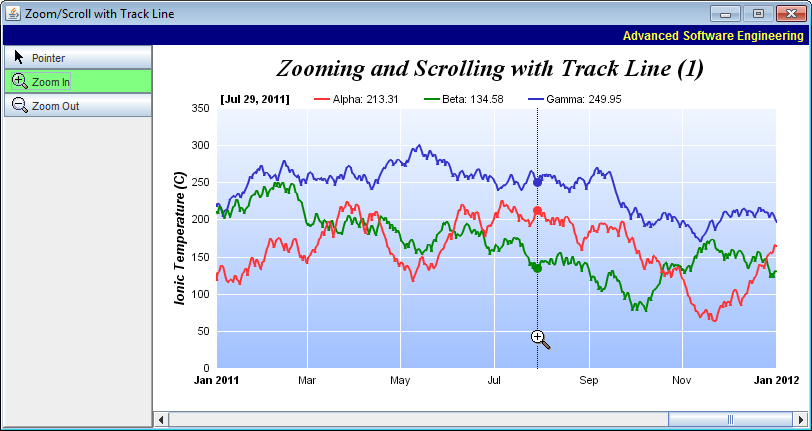 Zoom/Scroll with Track Line
Advanced Software Engineering
Pointer
Zoom In
Zoom Out
Zooming and Scrolling with Track Line (1)
[Jul 29, 2011] Alpha: 213.31 Beta: 134.58 Gamma: 249.95
Ionic Temperature (C)
350
300
250
200
150
100
50
0
Jan 2011 Mar May Jul Sep Nov Jan 2012